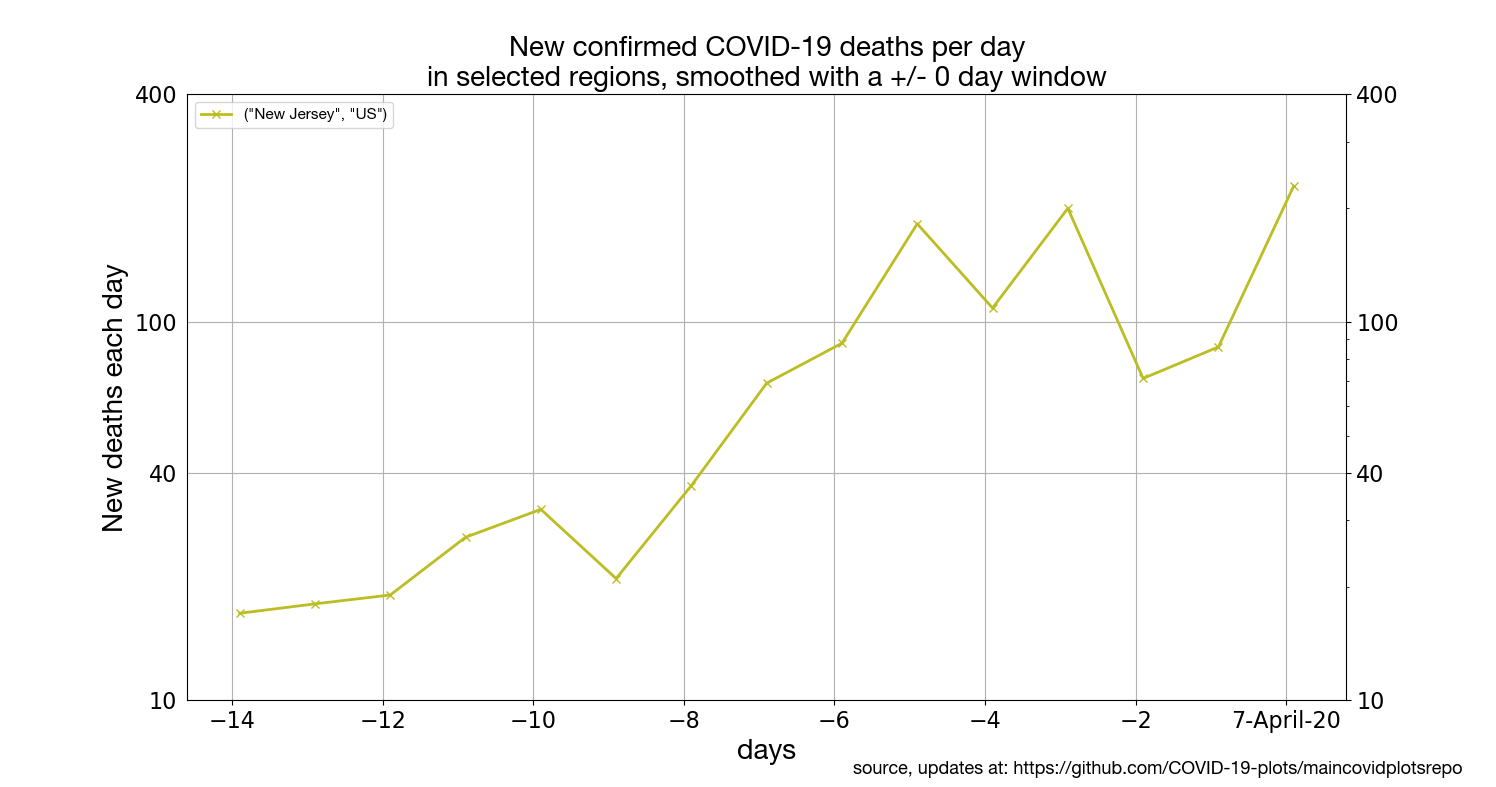 New confirmed COVID-19 deaths per day
in selected regions, smoothed with a +/- 0 day window
("New Jersey", "US")
New deaths each day
400
100
40
10
400
100
40
10
−14
−12
−10
−8
−6
−4
−2
7-April-20
days
source, updates at: https://github.com/COVID-19-plots/maincovidplotsrepo